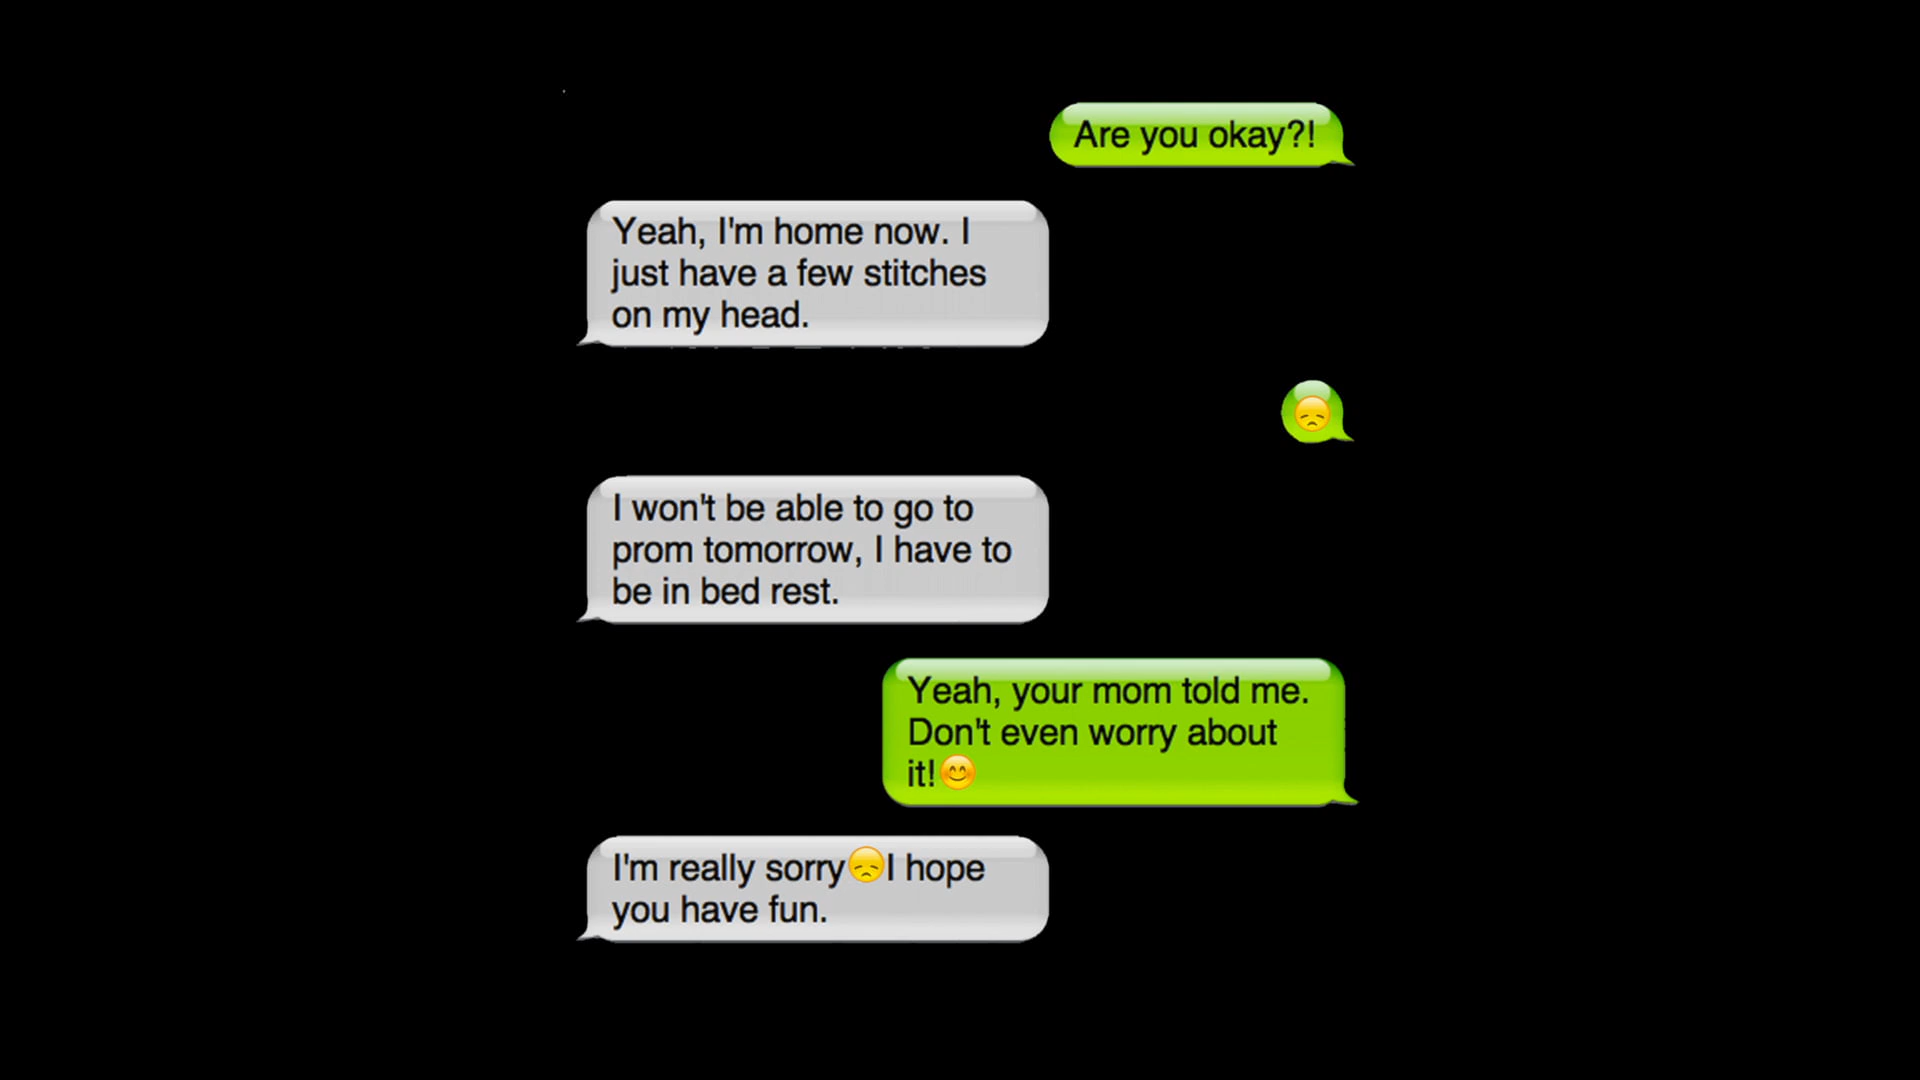 Are you okay?!
Yeah, I'm home now. I
just have a few stitches
on my head.
😞
I won't be able to go to
prom tomorrow, I have to
be in bed rest.
Yeah, your mom told me.
Don't even worry about
it!😊
I'm really sorry😞I hope
you have fun.